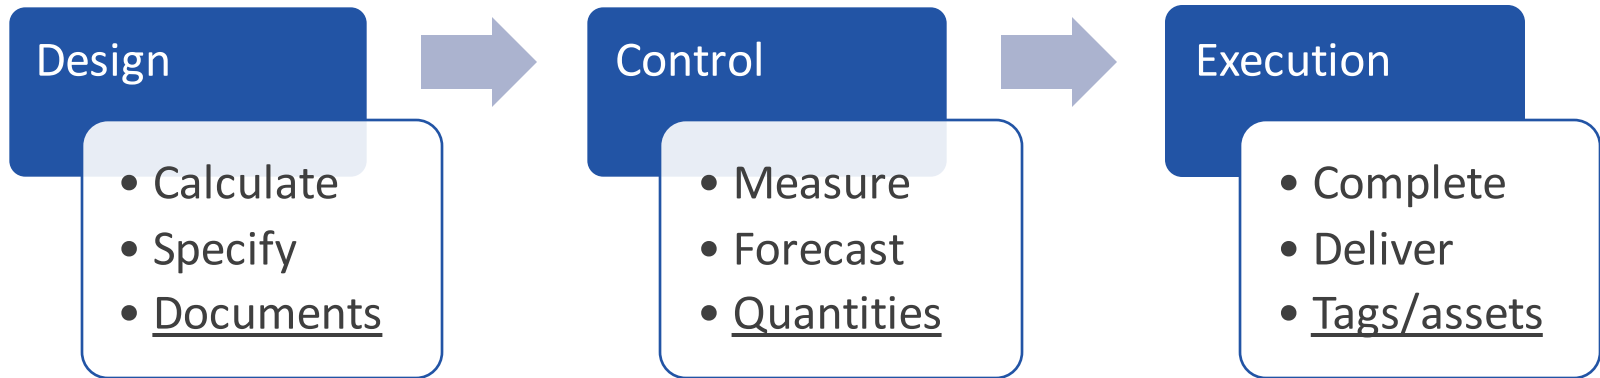 Design
• Calculate
• Specify
• Documents
Control
• Measure
• Forecast
• Quantities
Execution
• Complete
• Deliver
• Tags/assets